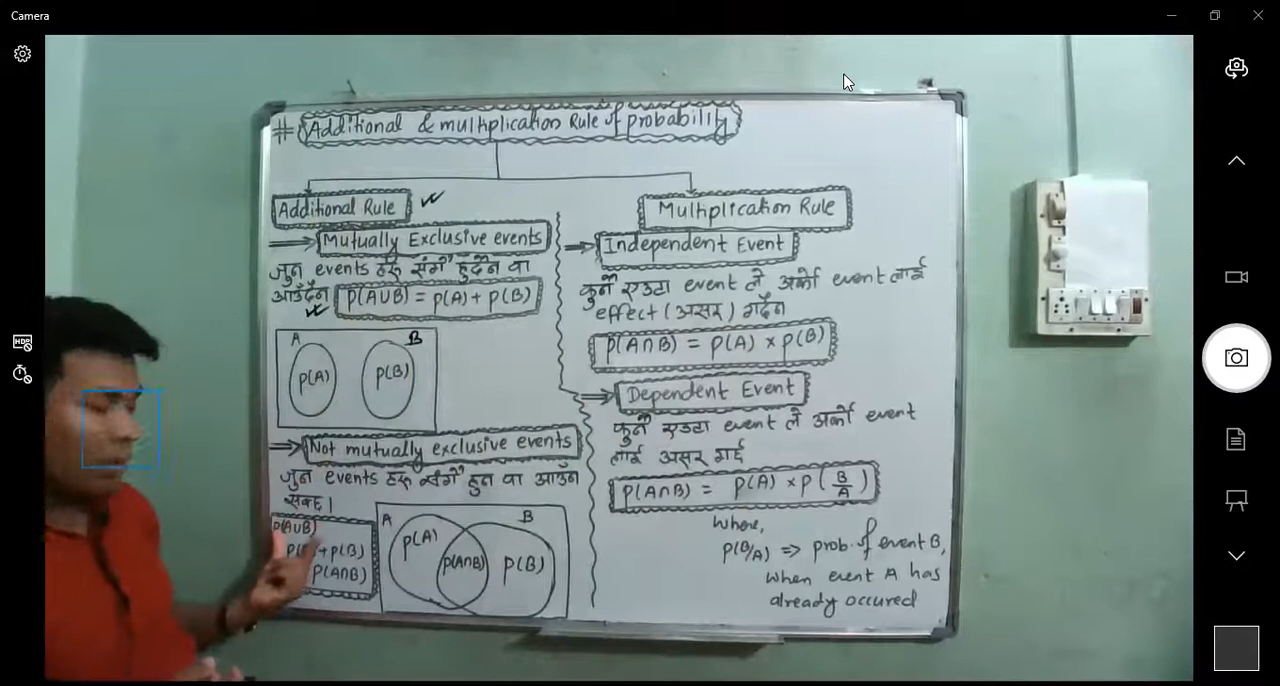 Camera
# Additional & multiplication Rule of probability
Additional Rule
Mutually Exclusive events
जुन events हरु संगै हुदैन वा
आउँदैन
P(A∪B) = P(A) + P(B)
A
B
P(A)
P(B)
Not mutually exclusive events
जुन events हरु संगै हुन वा आउँन
सक्छ।
P(A∪B)
+ P(B)
P(A∩B)
A
B
P(A)
P(A∩B)
P(B)
Multiplication Rule
Independent Event
कुनै एउटा event ले अर्को event लाई
effect (असर) गर्दैन
P(A∩B) = P(A) × P(B)
Dependent Event
कुनै एउटा event ले अर्को event
लाई असर गर्छ
P(A∩B) = P(A) × P(B/A)
Where,
P(B/A) => prob. of event B,
when event A has
already occured